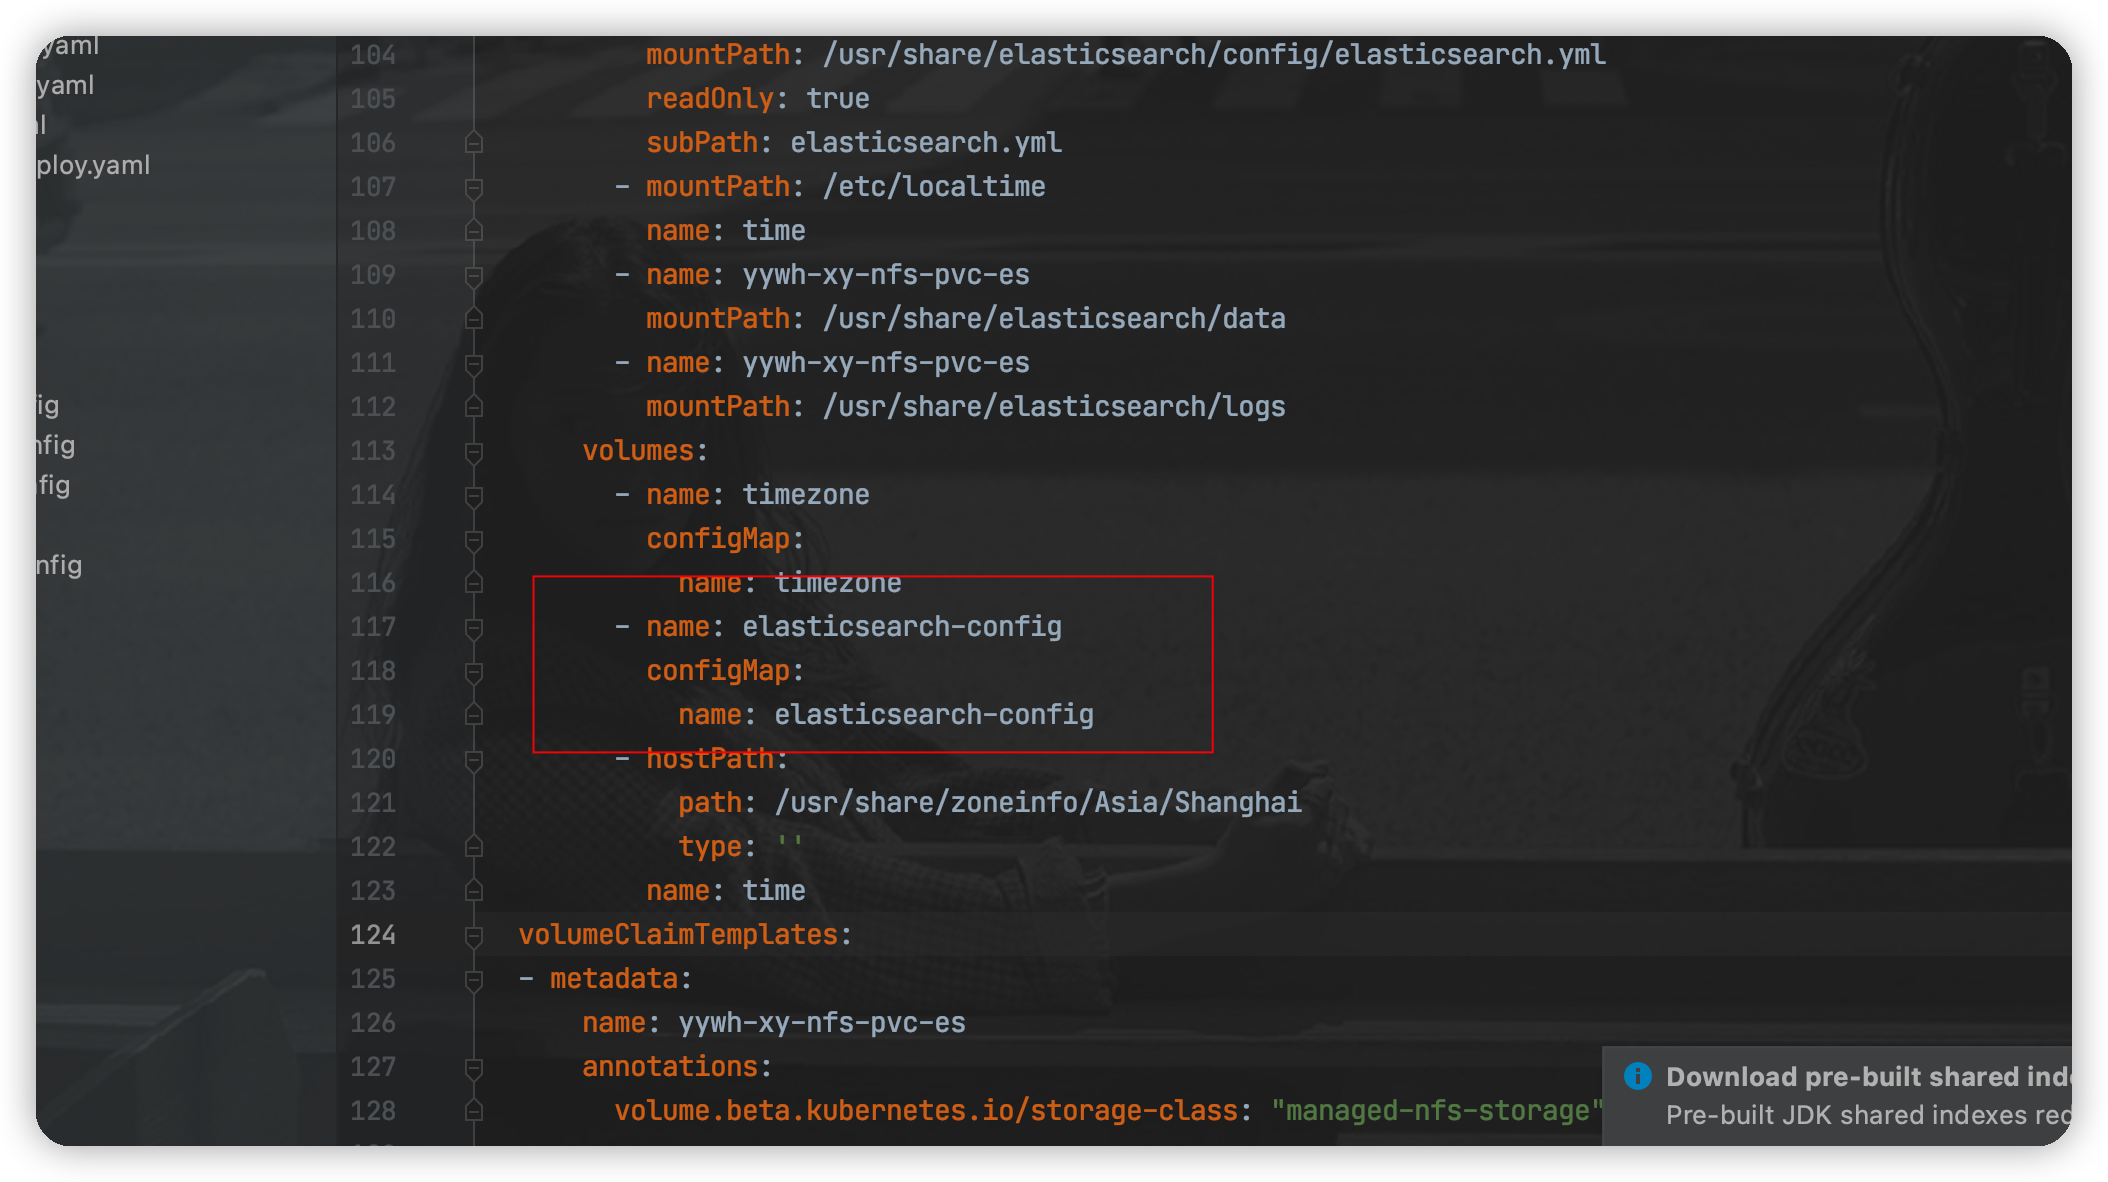 yaml
yaml
ploy.yaml
fig
nfig
fig
nfig
104 mountPath: /usr/share/elasticsearch/config/elasticsearch.yml
105 readOnly: true
106 subPath: elasticsearch.yml
107 - mountPath: /etc/localtime
108 name: time
109 - name: yywh-xy-nfs-pvc-es
110 mountPath: /usr/share/elasticsearch/data
111 - name: yywh-xy-nfs-pvc-es
112 mountPath: /usr/share/elasticsearch/logs
113 volumes:
114 - name: timezone
115 configMap:
116 name: timezone
117 - name: elasticsearch-config
118 configMap:
119 name: elasticsearch-config
120 - hostPath:
121 path: /usr/share/zoneinfo/Asia/Shanghai
122 type: ''
123 name: time
124 volumeClaimTemplates:
125 - metadata:
126 name: yywh-xy-nfs-pvc-es
127 annotations:
128 volume.beta.kubernetes.io/storage-class: "managed-nfs-storage"
Download pre-built shared ind
Pre-built JDK shared indexes req